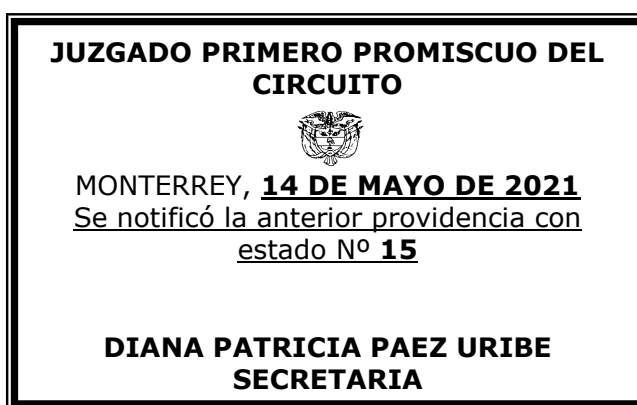 JUZGADO PRIMERO PROMISCUO DEL
CIRCUITO
MONTERREY, 14 DE MAYO DE 2021
Se notificó la anterior providencia con
estado Nº 15
DIANA PATRICIA PAEZ URIBE
SECRETARIA